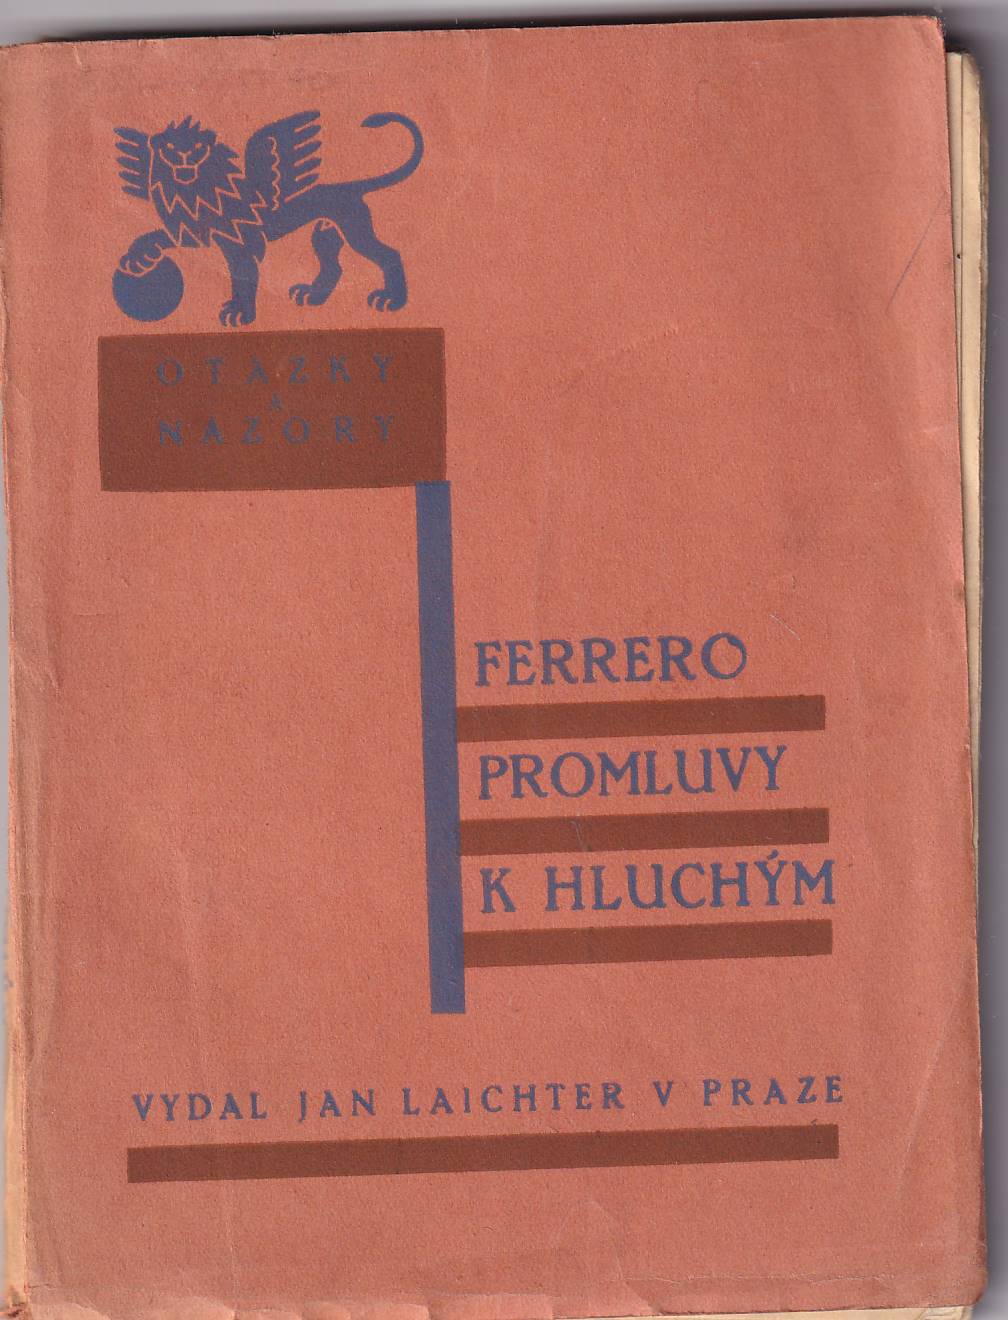 OTÁZKY
A
NÁZORY
FERRERO
PROMLUVY
K HLUCHÝM
VYDAL JAN LAICHTER V PRAZE